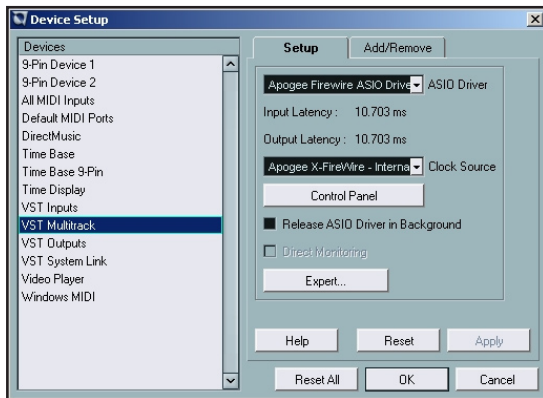 Device Setup
Devices
9-Pin Device 1
9-Pin Device 2
All MIDI Inputs
Default MIDI Ports
DirectMusic
Time Base
Time Base 9-Pin
Time Display
VST Inputs
VST Multitrack
VST Outputs
VST System Link
Video Player
Windows MIDI
Setup
Add/Remove
Apogee Firewire ASIO Drive
ASIO Driver
Input Latency : 10.703 ms
Output Latency : 10.703 ms
Apogee X-FireWire - Interna
Clock Source
Control Panel
Release ASIO Driver in Background
Direct Monitoring
Expert...
Help
Reset
Apply
Reset All
OK
Cancel